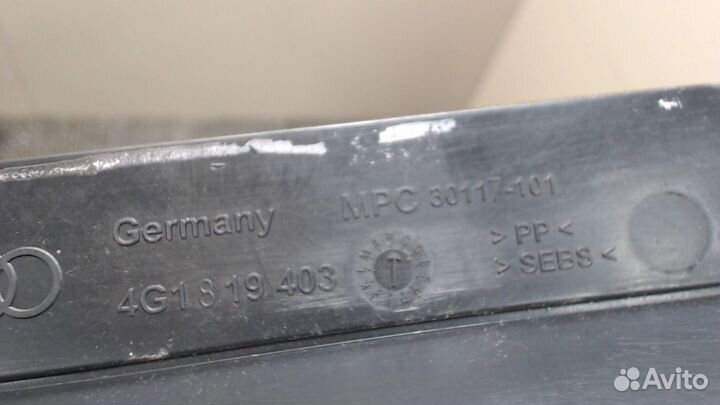 Germany MPC 30117-101
4G1 819 403
> PP <
> SEBS <
Avito